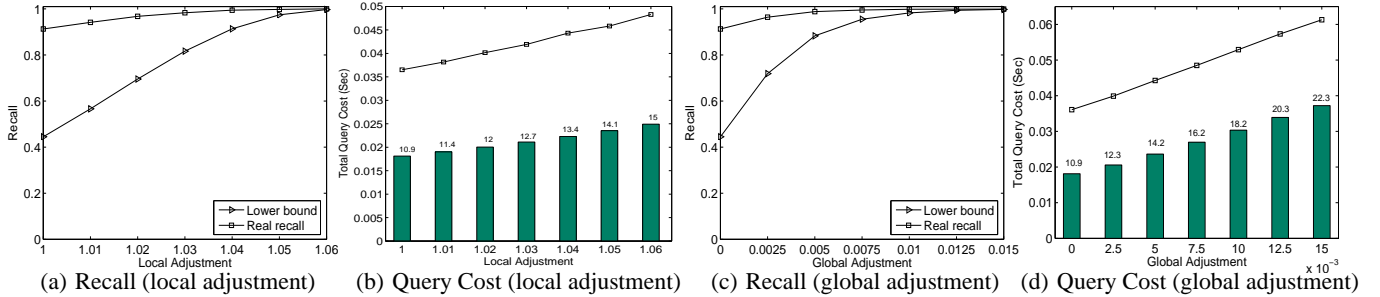 1
0.8
0.6
0.4
0.2
0
Recall
Lower bound
Real recall
1 1.01 1.02 1.03 1.04 1.05 1.06
Local Adjustment
(a) Recall (local adjustment)
0.05
0.045
0.04
0.035
0.03
0.025
0.02
0.015
0.01
0.005
0
Total Query Cost (Sec)
10.9 11.4 12 12.7 13.4 14.1 15
1 1.01 1.02 1.03 1.04 1.05 1.06
Local Adjustment
(b) Query Cost (local adjustment)
1
0.8
0.6
0.4
0.2
0
Recall
Lower bound
Real recall
0 0.0025 0.005 0.0075 0.01 0.0125 0.015
Global Adjustment
(c) Recall (global adjustment)
0.06
0.05
0.04
0.03
0.02
0.01
0
Total Query Cost (Sec)
10.9 12.3 14.2 16.2 18.2 20.3 22.3
0 2.5 5 7.5 10 12.5 15
Global Adjustment
x 10⁻³
(d) Query Cost (global adjustment)